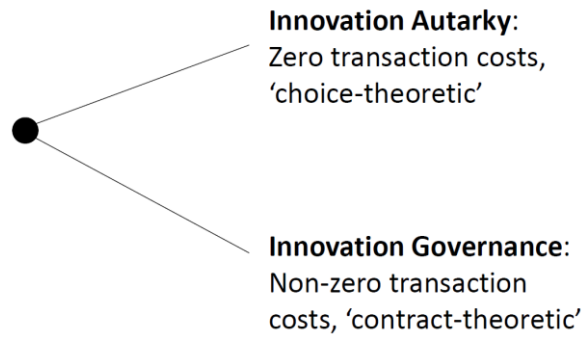 Innovation Autarky:
Zero transaction costs,
‘choice-theoretic’
Innovation Governance:
Non-zero transaction
costs, ‘contract-theoretic’